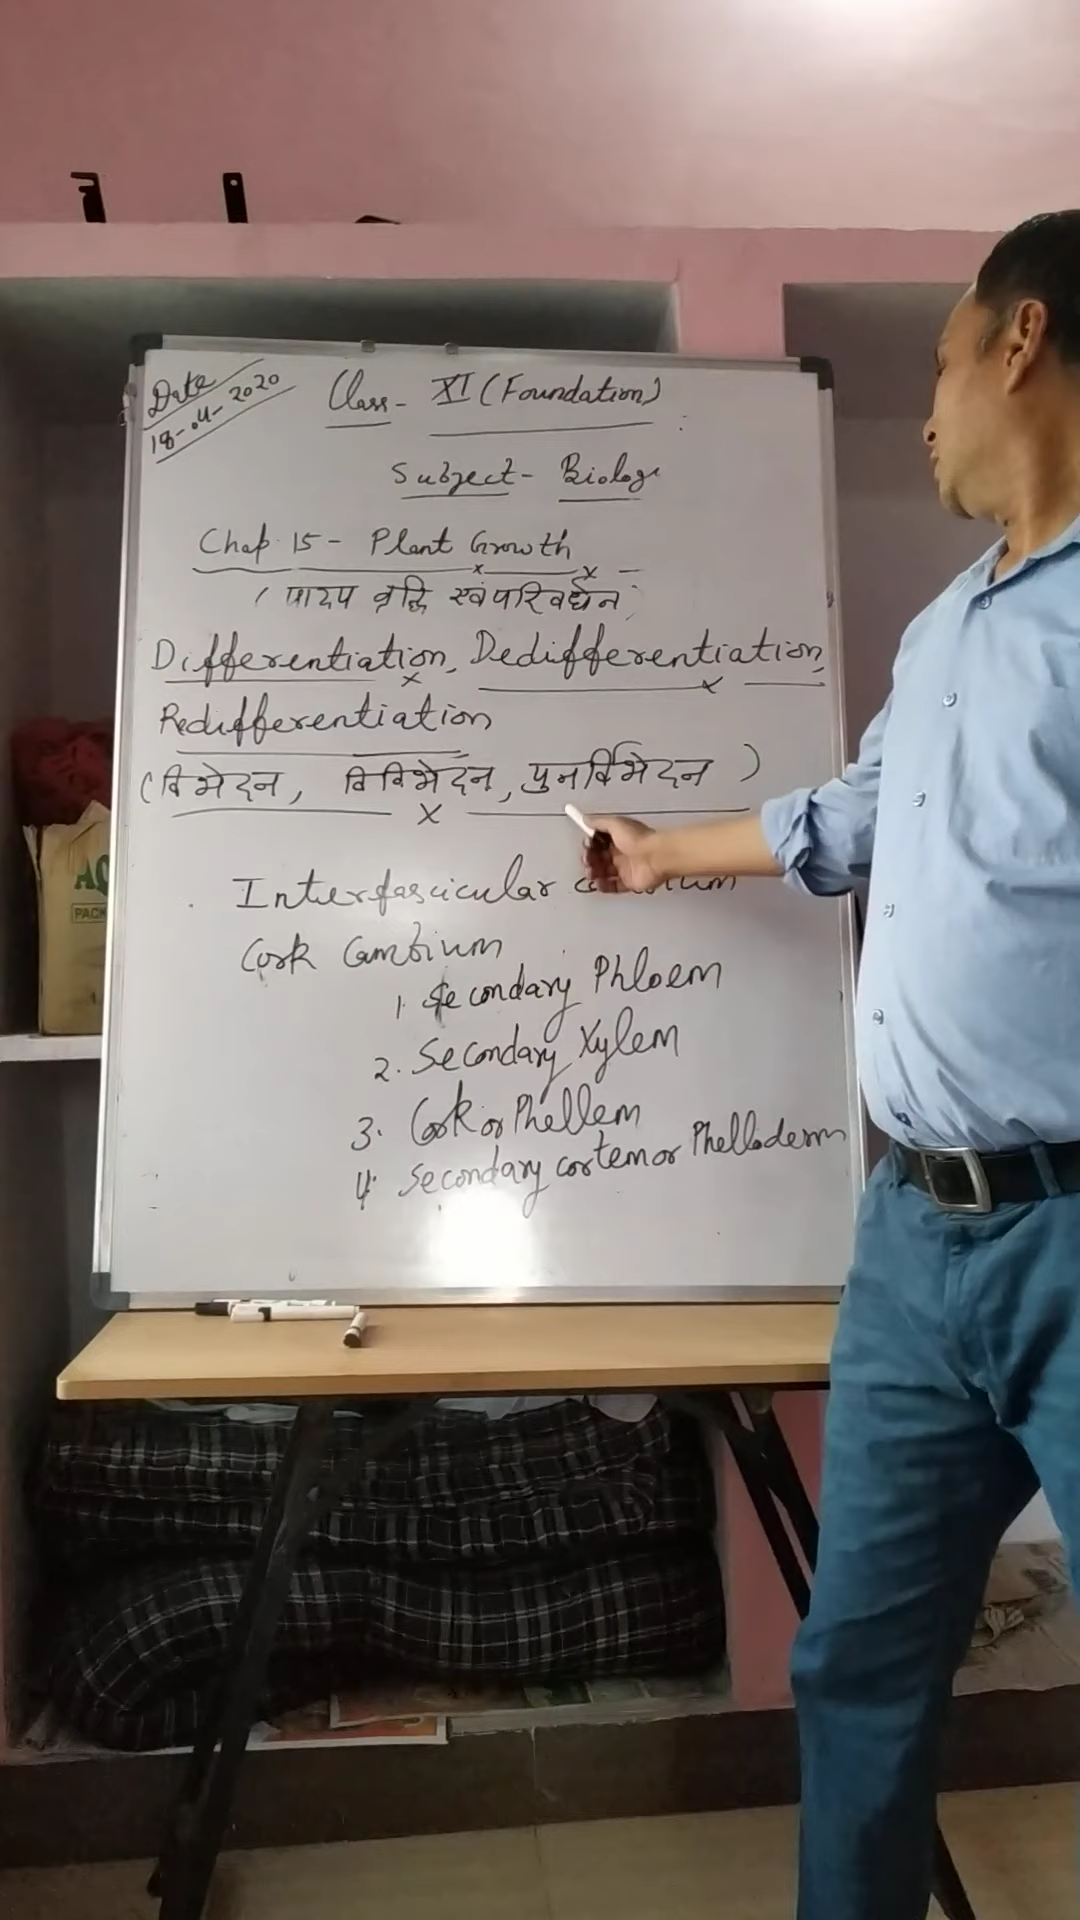 Date
18-04-2020
Class - XI (Foundation)
Subject - Biology
Chap. 15 - Plant Growth
(पादप वृद्धि एवं परिवर्धन)
Differentiation, Dedifferentiation,
Redifferentiation
(विभेदन, विविभेदन, पुनर्विभेदन)
Interfascicular
Cork Cambium
1. Secondary Phloem
2. Secondary Xylem
3. Cork or Phellem
4. Secondary cortem or Phelloderm
PACK